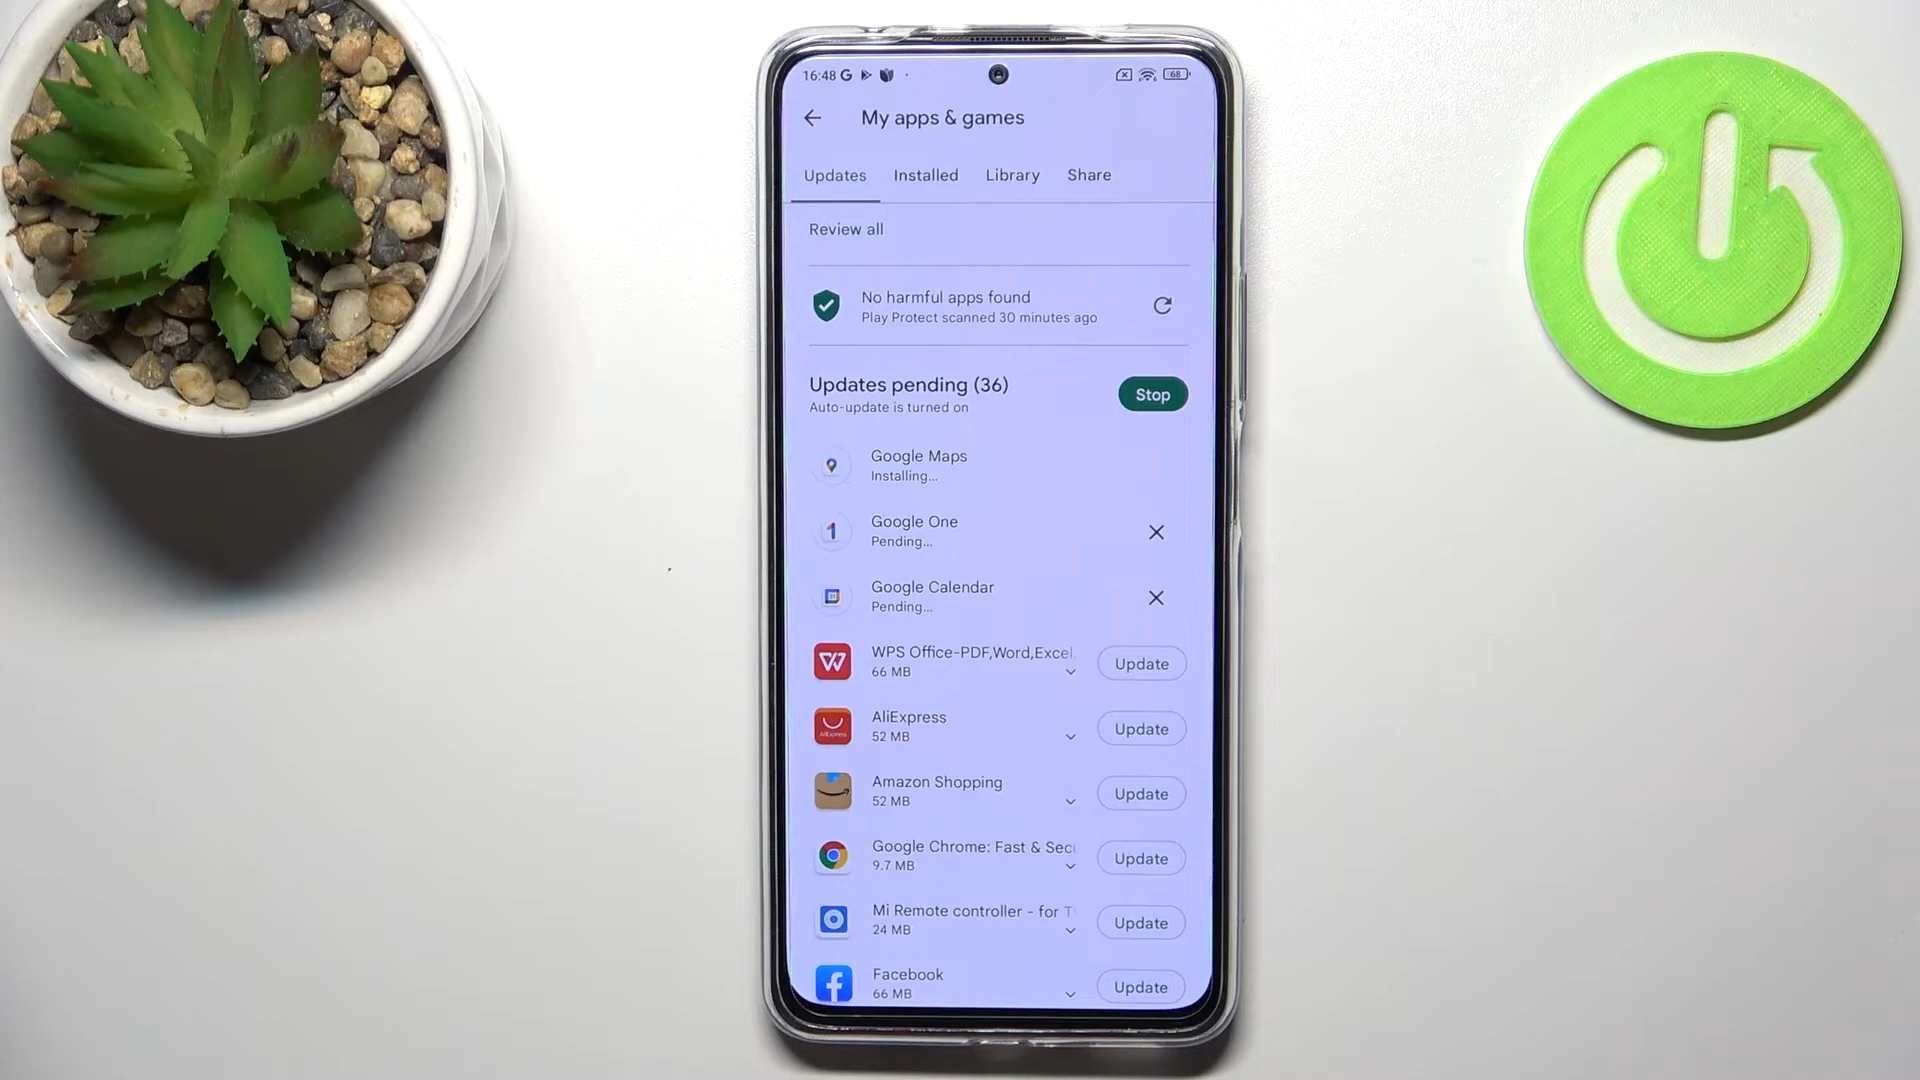 16:48
68
My apps & games
Updates Installed Library Share
Review all
No harmful apps found
Play Protect scanned 30 minutes ago
Updates pending (36)
Auto-update is turned on
Stop
Google Maps
Installing...
Google One
Pending...
Google Calendar
Pending...
WPS Office-PDF,Word,Excel,
66 MB
Update
AliExpress
52 MB
Update
Amazon Shopping
52 MB
Update
Google Chrome: Fast & Secu
9.7 MB
Update
Mi Remote controller - for T
24 MB
Update
Facebook
66 MB
Update